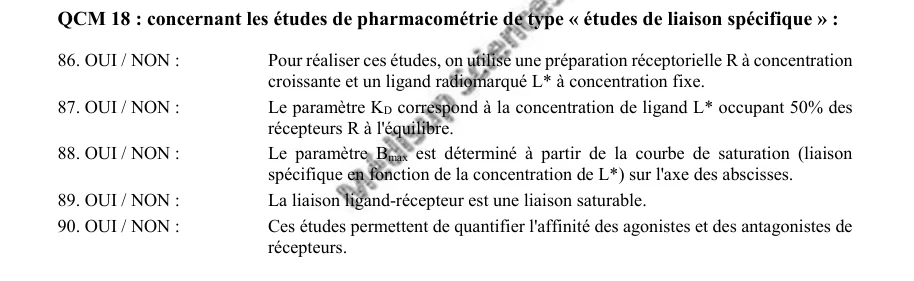 QCM 18 : concernant les études de pharmacométrie de type « études de liaison spécifique » :
86. OUI / NON : Pour réaliser ces études, on utilise une préparation réceptorielle R à concentration
croissante et un ligand radiomarqué L* à concentration fixe.
87. OUI / NON : Le paramètre KD correspond à la concentration de ligand L* occupant 50% des
récepteurs R à l'équilibre.
88. OUI / NON : Le paramètre Bmax est déterminé à partir de la courbe de saturation (liaison
spécifique en fonction de la concentration de L*) sur l'axe des abscisses.
89. OUI / NON : La liaison ligand-récepteur est une liaison saturable.
90. OUI / NON : Ces études permettent de quantifier l'affinité des agonistes et des antagonistes de
récepteurs.
Médisup Sciences